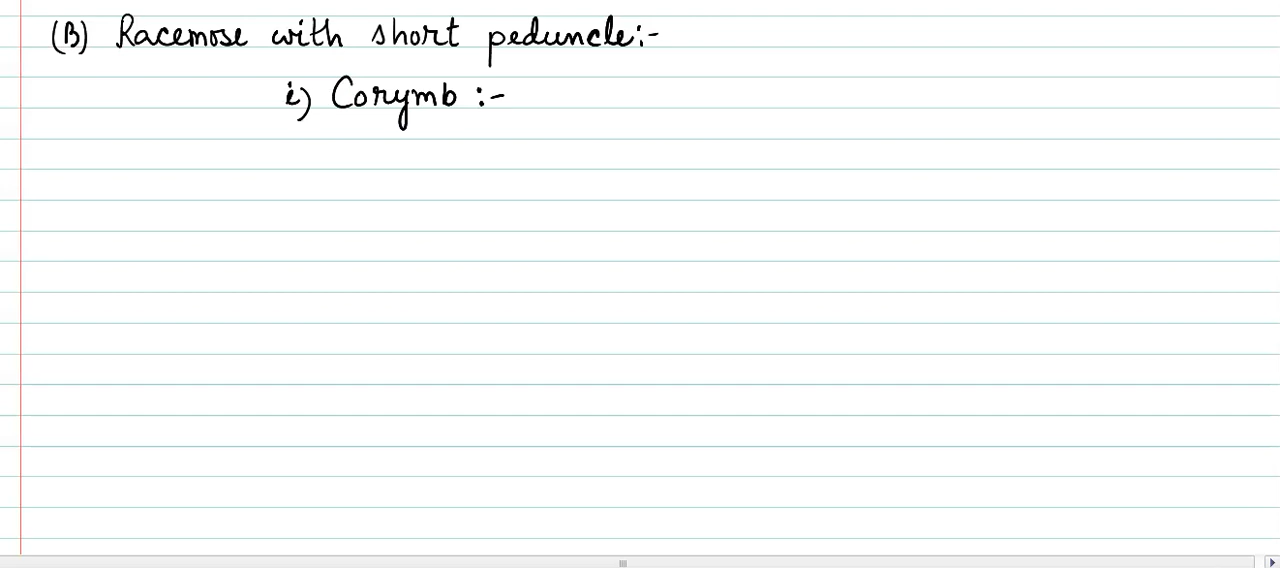 (B) Racemose with short peduncle:-
i) Corymb :-